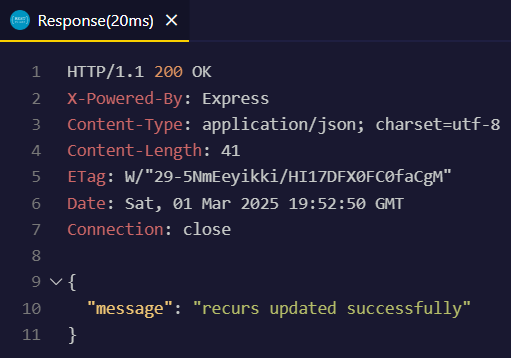 REST Response(20ms) ×
1 HTTP/1.1 200 OK
2 X-Powered-By: Express
3 Content-Type: application/json; charset=utf-8
4 Content-Length: 41
5 ETag: W/"29-5NmEeyikki/HI17DFX0FC0faCgM"
6 Date: Sat, 01 Mar 2025 19:52:50 GMT
7 Connection: close
8
9 {
10 "message": "recurs updated successfully"
11 }